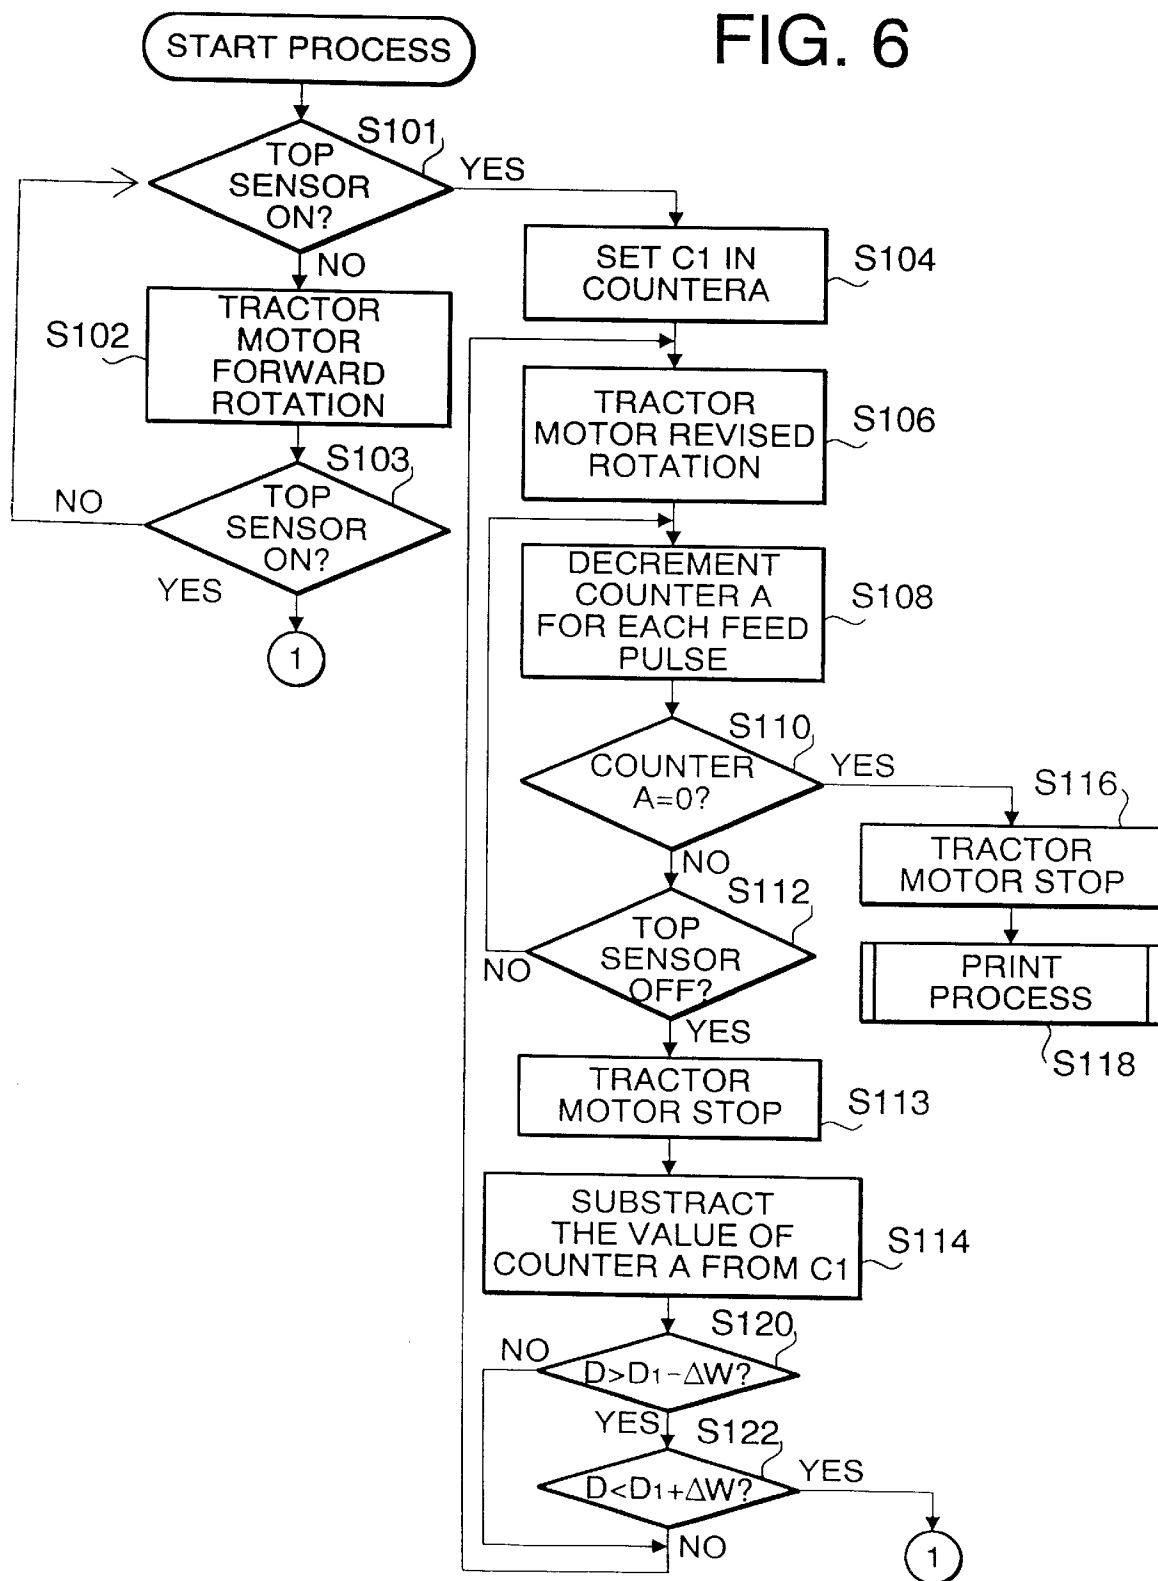 FIG. 6
START PROCESS
S101
TOP
SENSOR
ON?
YES
NO
S102
TRACTOR
MOTOR
FORWARD
ROTATION
S103
TOP
SENSOR
ON?
NO
YES
1
SET C1 IN
COUNTERA
S104
TRACTOR
MOTOR REVISED
ROTATION
S106
DECREMENT
COUNTER A
FOR EACH FEED
PULSE
S108
S110
COUNTER
A=0?
YES
NO
S116
TRACTOR
MOTOR STOP
PRINT
PROCESS
S118
S112
TOP
SENSOR
OFF?
NO
YES
TRACTOR
MOTOR STOP
S113
SUBSTRACT
THE VALUE OF
COUNTER A FROM C1
S114
S120
D>D1−ΔW?
NO
YES
S122
D<D1+ΔW?
YES
NO
1